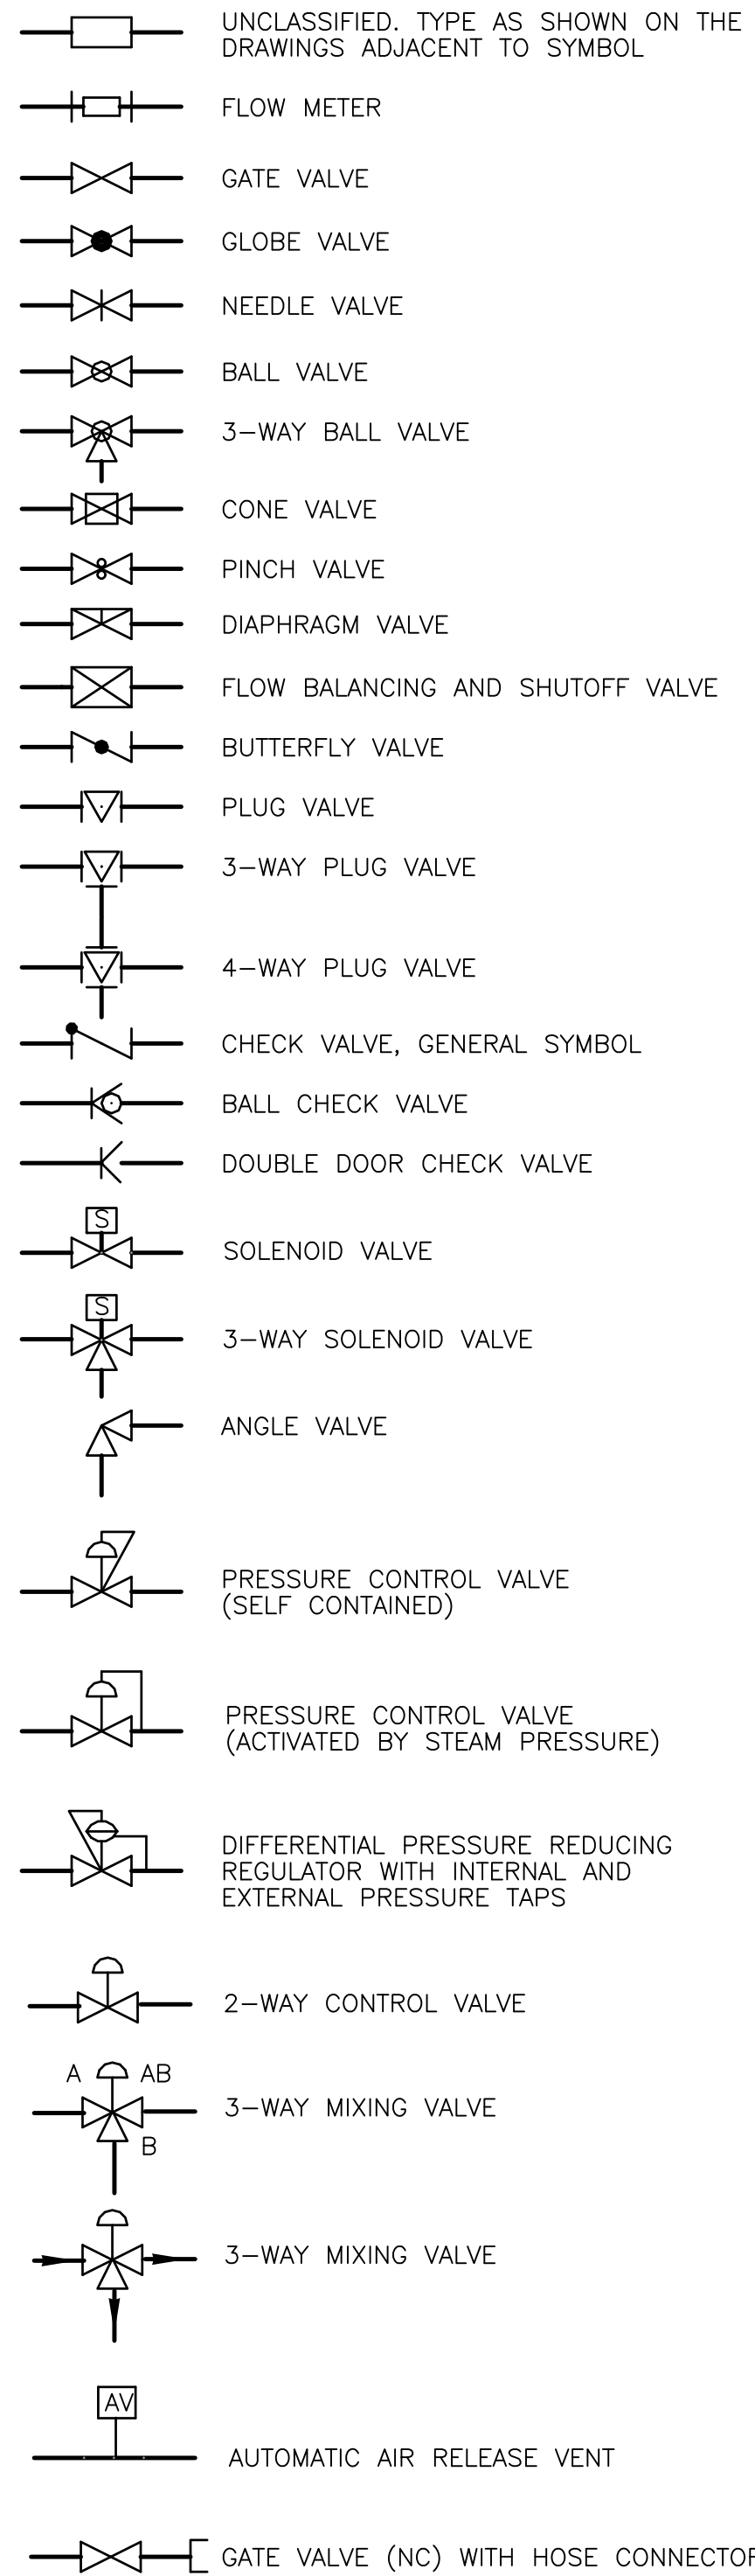 UNCLASSIFIED. TYPE AS SHOWN ON THE
DRAWINGS ADJACENT TO SYMBOL
FLOW METER
GATE VALVE
GLOBE VALVE
NEEDLE VALVE
BALL VALVE
3-WAY BALL VALVE
CONE VALVE
PINCH VALVE
DIAPHRAGM VALVE
FLOW BALANCING AND SHUTOFF VALVE
BUTTERFLY VALVE
PLUG VALVE
3-WAY PLUG VALVE
4-WAY PLUG VALVE
CHECK VALVE, GENERAL SYMBOL
BALL CHECK VALVE
DOUBLE DOOR CHECK VALVE
S
SOLENOID VALVE
S
3-WAY SOLENOID VALVE
ANGLE VALVE
PRESSURE CONTROL VALVE
(SELF CONTAINED)
PRESSURE CONTROL VALVE
(ACTIVATED BY STEAM PRESSURE)
DIFFERENTIAL PRESSURE REDUCING
REGULATOR WITH INTERNAL AND
EXTERNAL PRESSURE TAPS
2-WAY CONTROL VALVE
A AB
3-WAY MIXING VALVE
B
3-WAY MIXING VALVE
AV
AUTOMATIC AIR RELEASE VENT
GATE VALVE (NC) WITH HOSE CONNECTOR